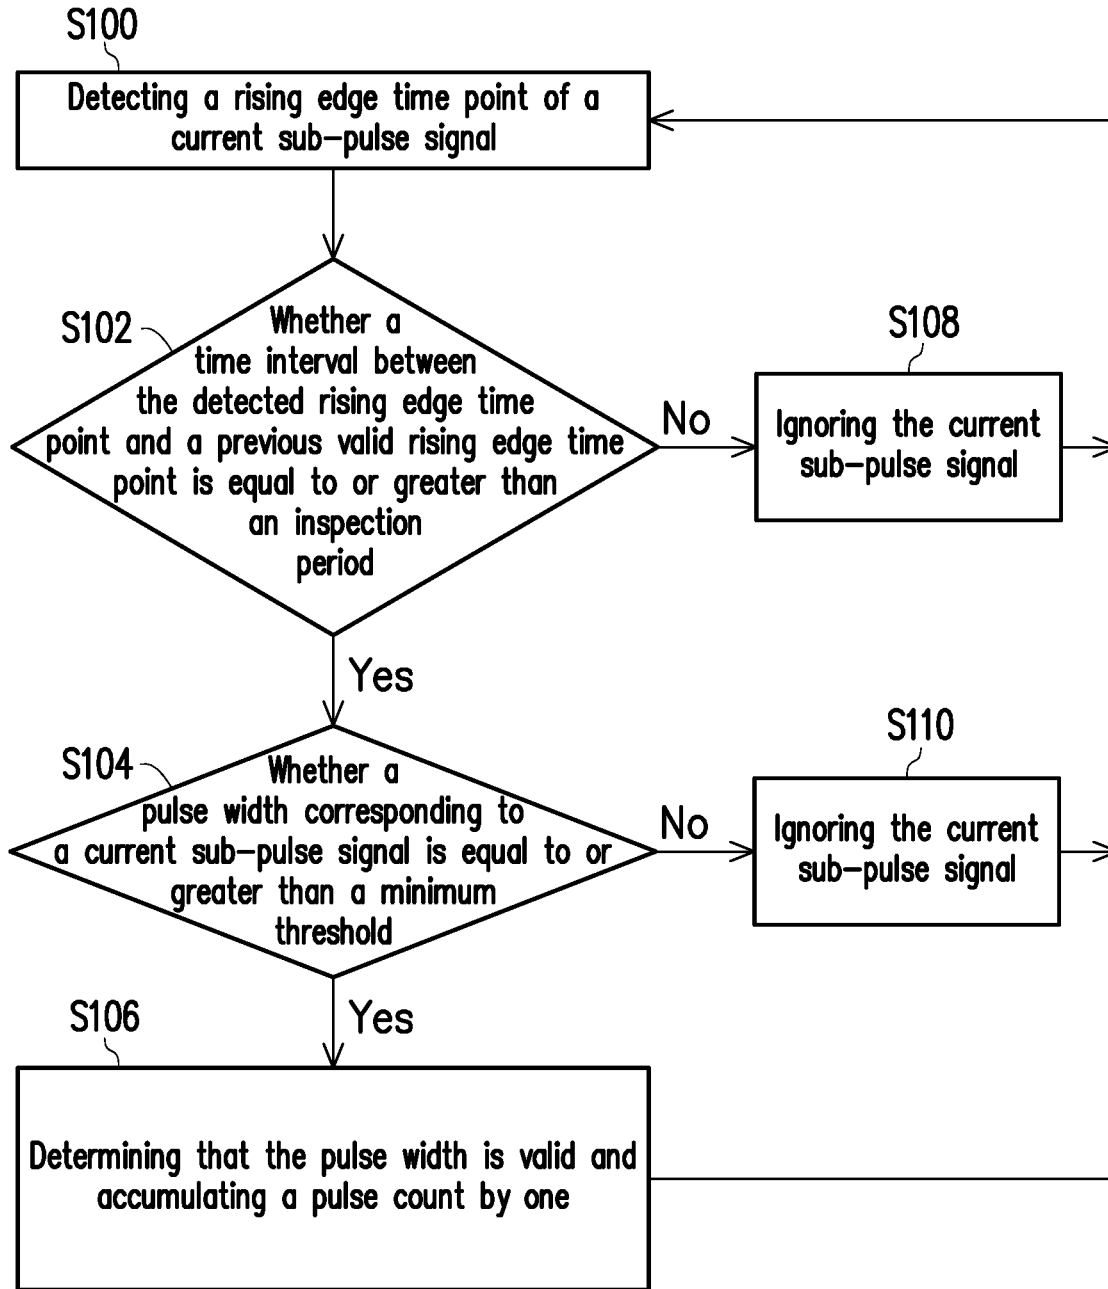 S100
Detecting a rising edge time point of a
current sub-pulse signal
S102
Whether a
time interval between
the detected rising edge time
point and a previous valid rising edge time
point is equal to or greater than
an inspection
period
No
S108
Ignoring the current
sub-pulse signal
Yes
S104
Whether a
pulse width corresponding to
a current sub-pulse signal is equal to or
greater than a minimum
threshold
No
S110
Ignoring the current
sub-pulse signal
Yes
S106
Determining that the pulse width is valid and
accumulating a pulse count by one